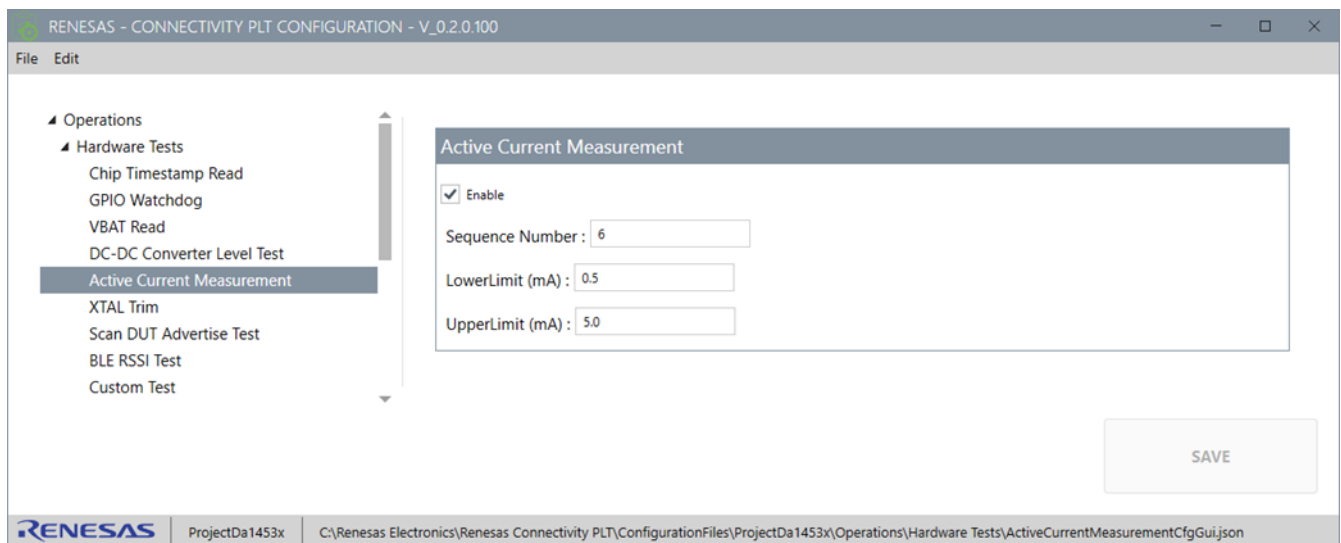 RENESAS - CONNECTIVITY PLT CONFIGURATION - V_0.2.0.100
File Edit
Operations
Hardware Tests
Chip Timestamp Read
GPIO Watchdog
VBAT Read
DC-DC Converter Level Test
Active Current Measurement
XTAL Trim
Scan DUT Advertise Test
BLE RSSI Test
Custom Test
Active Current Measurement
Enable
Sequence Number : 6
LowerLimit (mA) : 0.5
UpperLimit (mA) : 5.0
SAVE
RENESAS ProjectDa1453x C:\Renesas Electronics\Renesas Connectivity PLT\ConfigurationFiles\ProjectDa1453x\Operations\Hardware Tests\ActiveCurrentMeasurementCfgGui.json